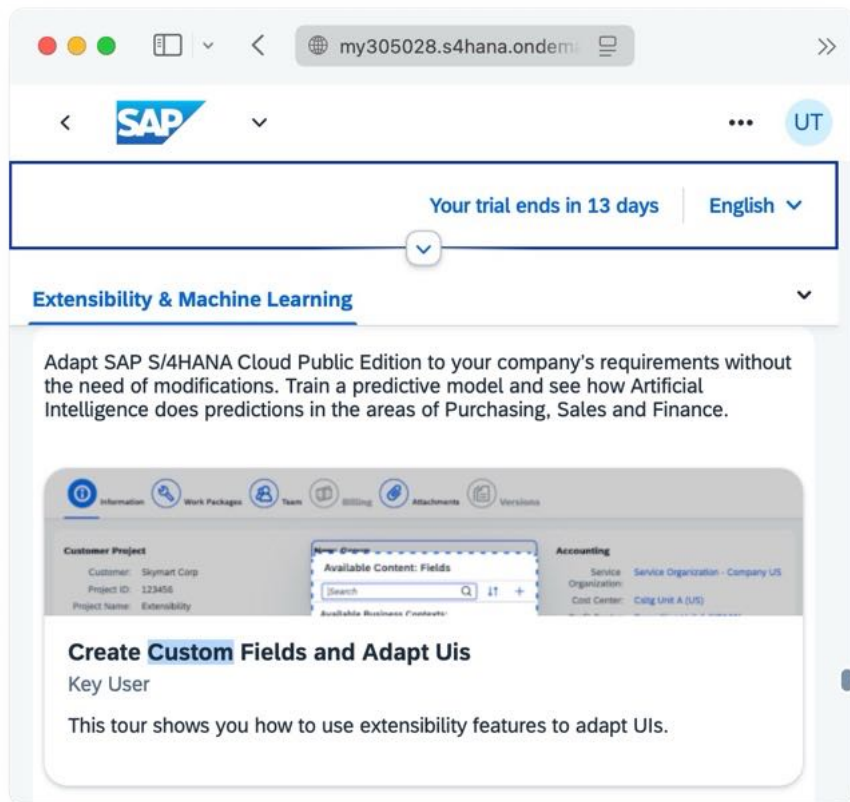 my305028.s4hana.ondem
SAP
UT
Your trial ends in 13 days
English
Extensibility & Machine Learning
Adapt SAP S/4HANA Cloud Public Edition to your company's requirements without
the need of modifications. Train a predictive model and see how Artificial
Intelligence does predictions in the areas of Purchasing, Sales and Finance.
Information Work Packages Team Billing Attachments Versions
Customer Project
Customer: Skymart Corp
Project ID: 123456
Project Name: Extensibility
Available Content: Fields
Search
Available Business Contexts:
Accounting
Service Organization: Service Organization - Company US
Cost Center:
Create Custom Fields and Adapt Uis
Key User
This tour shows you how to use extensibility features to adapt UIs.